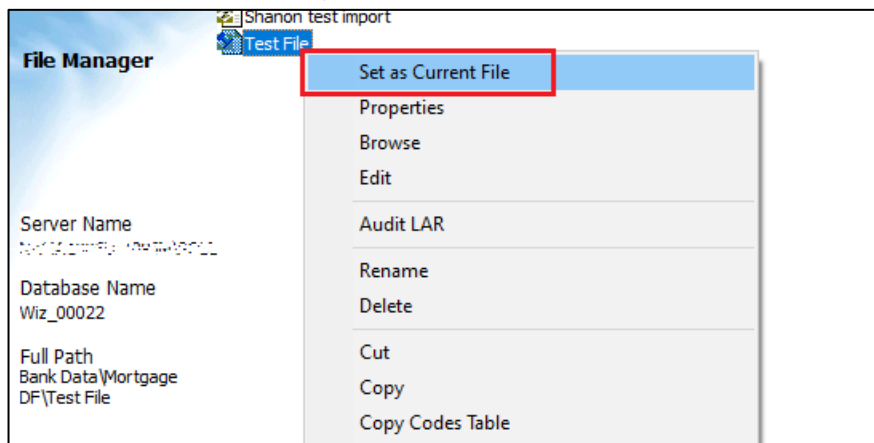 Shanon test import
Test File
File Manager
Set as Current File
Properties
Browse
Edit
Audit LAR
Rename
Delete
Cut
Copy
Copy Codes Table
Server Name
Database Name
Wiz_00022
Full Path
Bank Data\Mortgage
DF\Test File